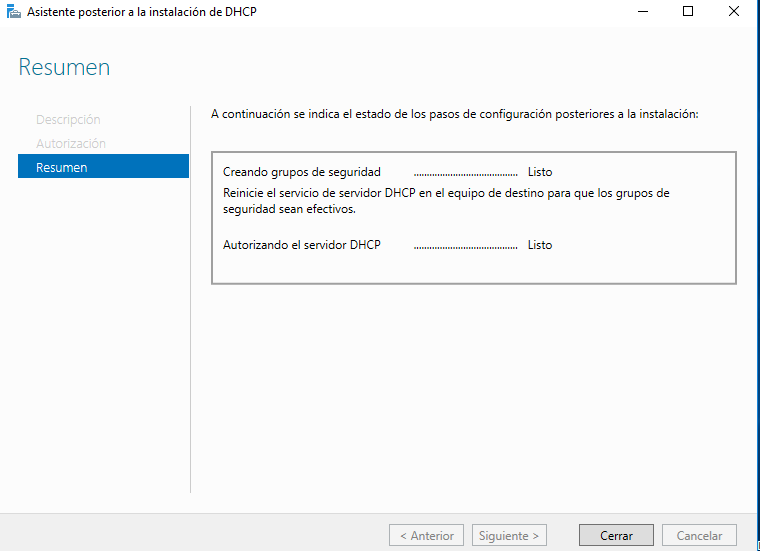 Asistente posterior a la instalación de DHCP
Resumen
Descripción
Autorización
Resumen
A continuación se indica el estado de los pasos de configuración posteriores a la instalación:
Creando grupos de seguridad ........................................ Listo
Reinicie el servicio de servidor DHCP en el equipo de destino para que los grupos de
seguridad sean efectivos.
Autorizando el servidor DHCP ........................................ Listo
< Anterior
Siguiente >
Cerrar
Cancelar